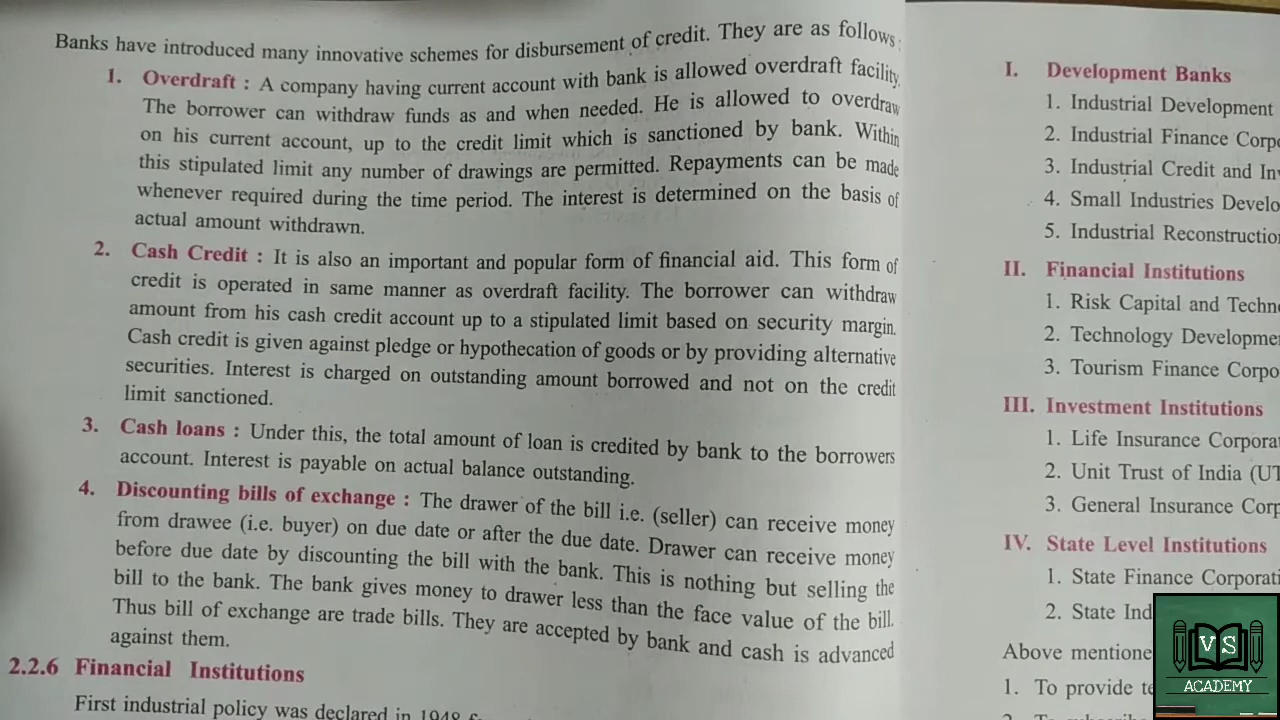 Banks have introduced many innovative schemes for disbursement of credit. They are as follows :
1. Overdraft : A company having current account with bank is allowed overdraft facility.
The borrower can withdraw funds as and when needed. He is allowed to overdraw
on his current account, up to the credit limit which is sanctioned by bank. Within
this stipulated limit any number of drawings are permitted. Repayments can be made
whenever required during the time period. The interest is determined on the basis of
actual amount withdrawn.
2. Cash Credit : It is also an important and popular form of financial aid. This form of
credit is operated in same manner as overdraft facility. The borrower can withdraw
amount from his cash credit account up to a stipulated limit based on security margin.
Cash credit is given against pledge or hypothecation of goods or by providing alternative
securities. Interest is charged on outstanding amount borrowed and not on the credit
limit sanctioned.
3. Cash loans : Under this, the total amount of loan is credited by bank to the borrowers
account. Interest is payable on actual balance outstanding.
4. Discounting bills of exchange : The drawer of the bill i.e. (seller) can receive money
from drawee (i.e. buyer) on due date or after the due date. Drawer can receive money
before due date by discounting the bill with the bank. This is nothing but selling the
bill to the bank. The bank gives money to drawer less than the face value of the bill.
Thus bill of exchange are trade bills. They are accepted by bank and cash is advanced
against them.
2.2.6 Financial Institutions
First industrial policy was declared in 1948
I. Development Banks
1. Industrial Development
2. Industrial Finance Corp
3. Industrial Credit and In
4. Small Industries Develo
5. Industrial Reconstructio
II. Financial Institutions
1. Risk Capital and Techn
2. Technology Developme
3. Tourism Finance Corpo
III. Investment Institutions
1. Life Insurance Corpora
2. Unit Trust of India (UT
3. General Insurance Corp
IV. State Level Institutions
1. State Finance Corporati
2. State Ind
Above mentione
1. To provide te
VS
ACADEMY